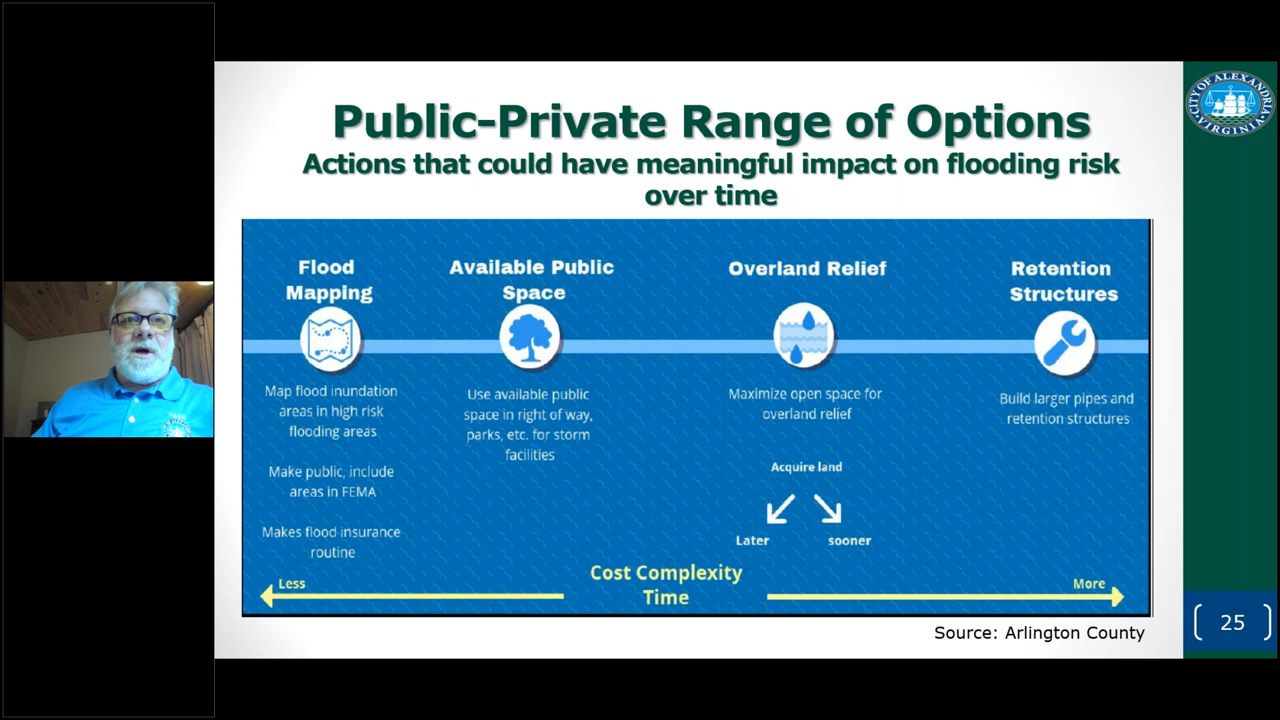 Public-Private Range of Options
Actions that could have meaningful impact on flooding risk
over time
Flood
Mapping
Map flood inundation
areas in high risk
flooding areas
Make public, include
areas in FEMA
Makes flood insurance
routine
Available Public
Space
Use available public
space in right of way,
parks, etc. for storm
facilities
Overland Relief
Maximize open space for
overland relief
Acquire land
Later
sooner
Retention
Structures
Build larger pipes and
retention structures
Less
Cost Complexity
Time
More
Source: Arlington County
CITY OF ALEXANDRIA
VIRGINIA
25